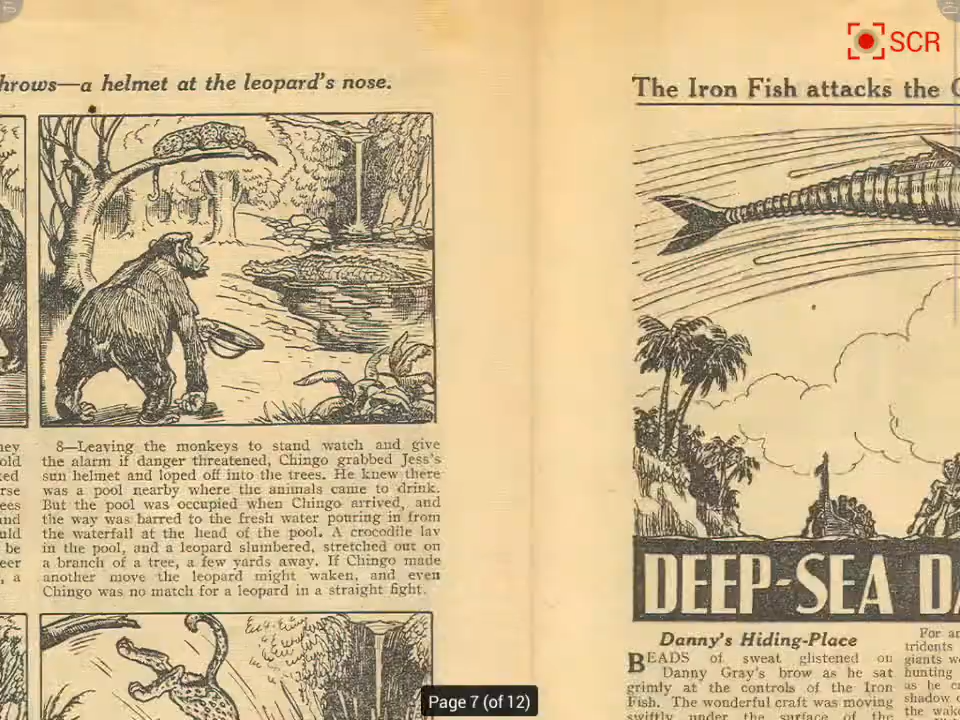 SCR
hrows—a helmet at the leopard's nose.
8—Leaving the monkeys to stand watch and give
the alarm if danger threatened, Chingo grabbed Jess's
sun helmet and loped off into the trees. He knew there
was a pool nearby where the animals came to drink.
But the pool was occupied when Chingo arrived, and
the way was barred to the fresh water pouring in from
the waterfall at the head of the pool. A crocodile lay
in the pool, and a leopard slumbered, stretched out on
a branch of a tree, a few yards away. If Chingo made
another move the leopard might waken, and even
Chingo was no match for a leopard in a straight fight.
The Iron Fish attacks the
DEEP-SEA DA
Danny's Hiding-Place
BEADS of sweat glistened on
Danny Gray's brow as he sat
grimly at the controls of the Iron
Fish. The wonderful craft was moving
swiftly under the surface of the
For
tridents
giants
hunting
as he
shadow
the
Page 7 (of 12)